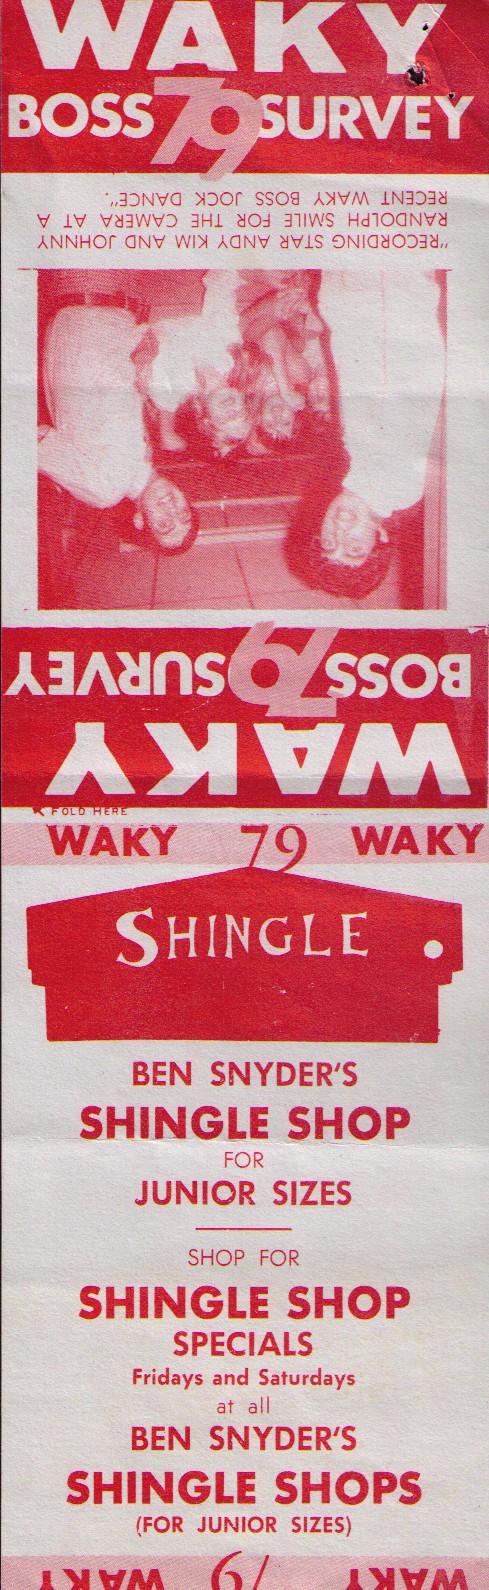 WAKY
BOSS 79 SURVEY
"RECORDING STAR ANDY KIM AND JOHNNY
RANDOLPH SMILE FOR THE CAMERA AT A
RECENT WAKY BOSS JOCK DANCE".
WAKY
BOSS 79 SURVEY
FOLD HERE
WAKY 79 WAKY
SHINGLE
BEN SNYDER'S
SHINGLE SHOP
FOR
JUNIOR SIZES
SHOP FOR
SHINGLE SHOP
SPECIALS
Fridays and Saturdays
at all
BEN SNYDER'S
SHINGLE SHOPS
(FOR JUNIOR SIZES)
WAKY 79 WAKY